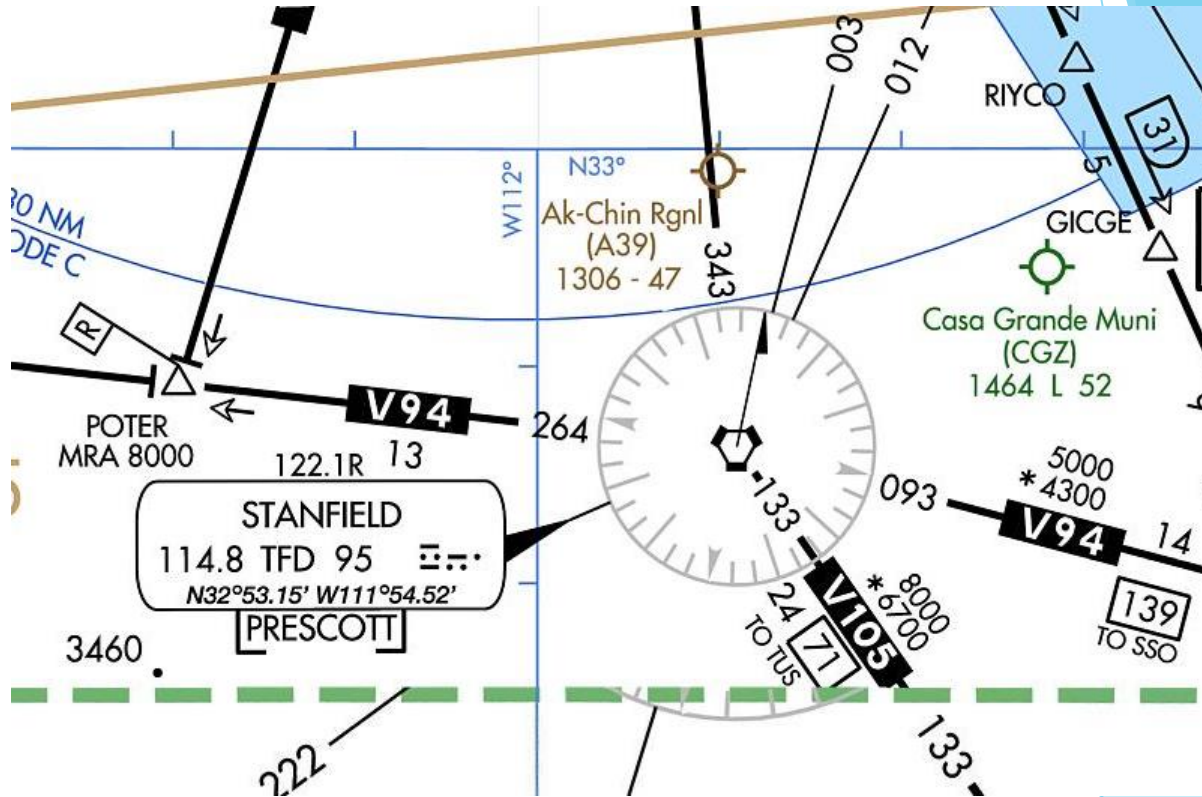 003
012
RIYCO
31
5
N33°
W112°
30 NM
ODE C
Ak-Chin Rgnl
(A39)
1306 - 47
343
GICGE
Casa Grande Muni
(CGZ)
1464 L 52
R
V94
264
POTER
MRA 8000
13
122.1R
STANFIELD
114.8 TFD 95
N32°53.15' W111°54.52'
PRESCOTT
133
093
5000
*4300
V94
14
139
TO SSO
24
TO TUS
71
V105
8000
*6700
3460
222
133